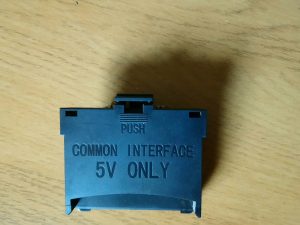 PUSH
COMMON INTERFACE
5V ONLY